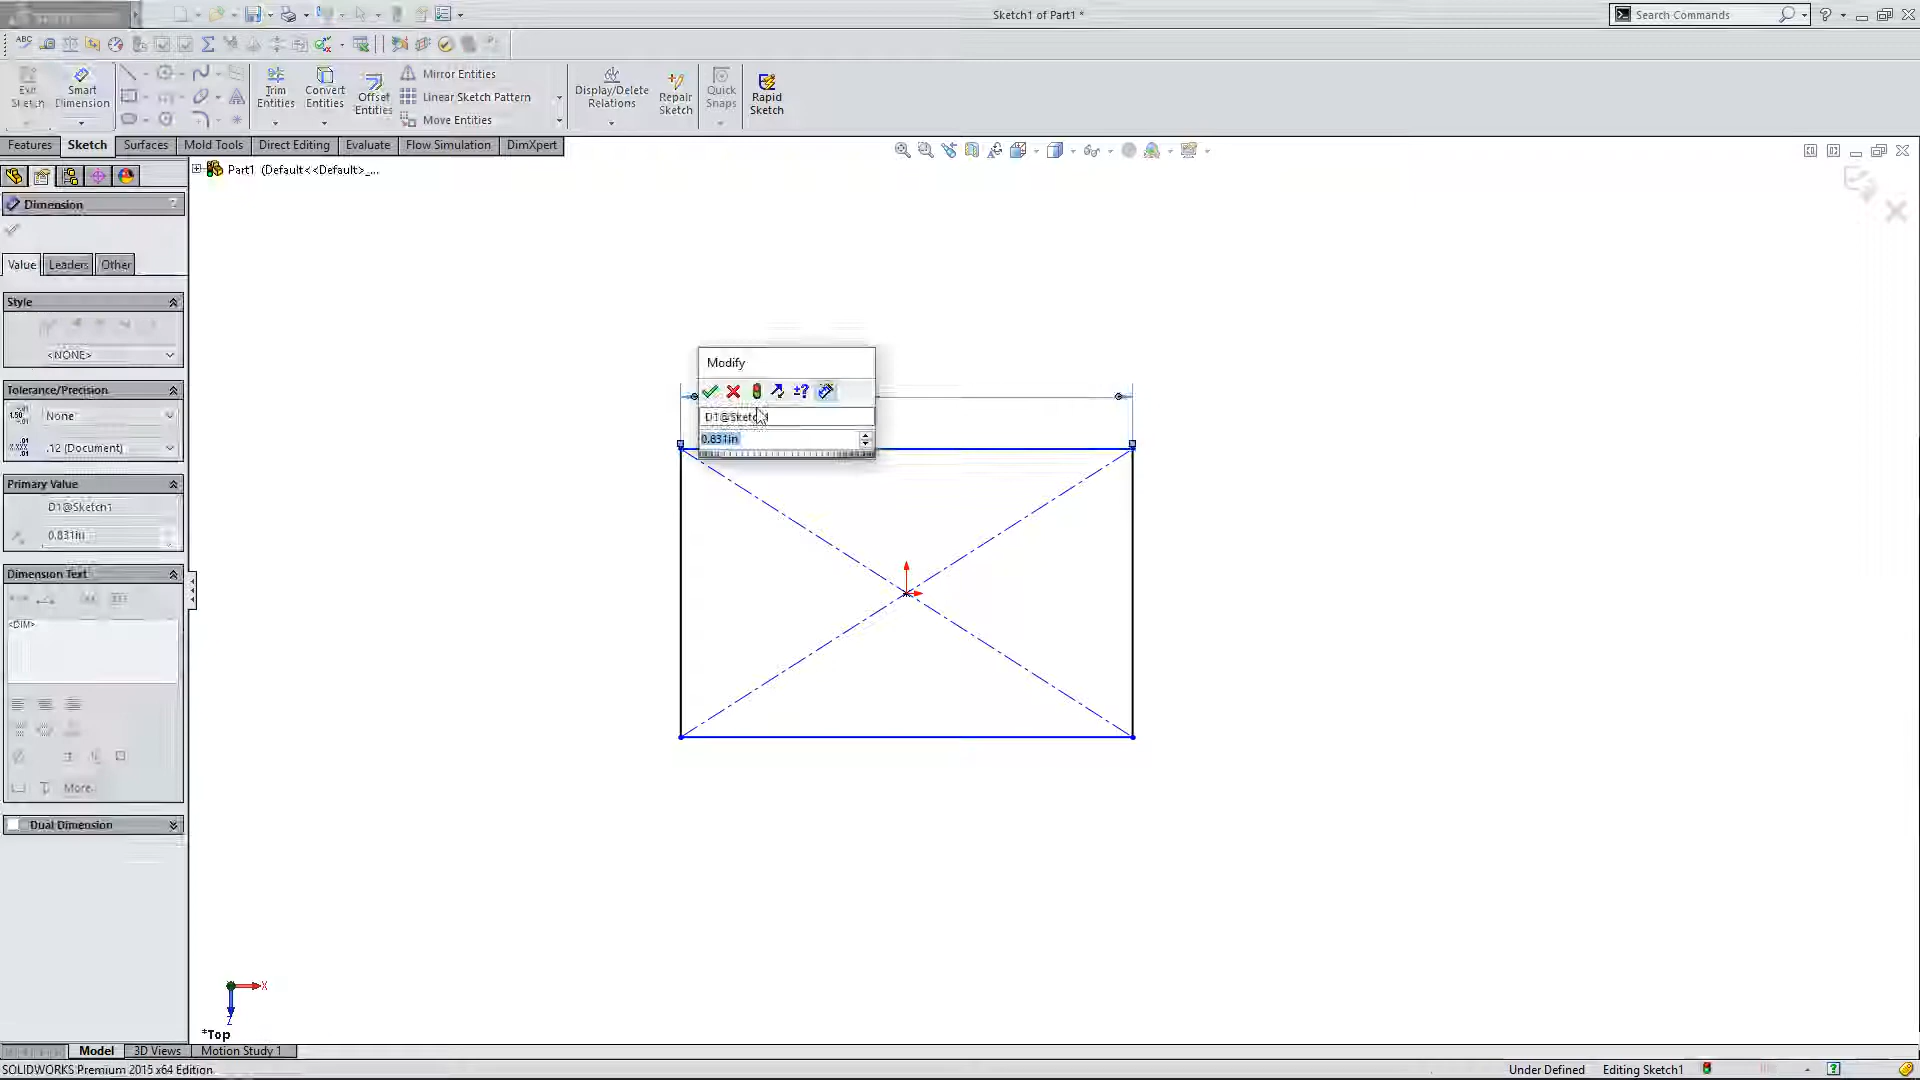 Sketch1 of Part1 *
Search Commands
Exit Sketch
Smart Dimension
Trim Entities
Convert Entities
Offset Entities
Mirror Entities
Linear Sketch Pattern
Move Entities
Display/Delete Relations
Repair Sketch
Quick Snaps
Rapid Sketch
Features
Sketch
Surfaces
Mold Tools
Direct Editing
Evaluate
Flow Simulation
DimXpert
Part1 (Default<<Default>_...
Dimension
?
Value
Leaders
Other
Style
<NONE>
Tolerance/Precision
None
.12 (Document)
Primary Value
D1@Sketch1
0.831in
Dimension Text
<DIM>
More
Dual Dimension
Modify
D1@Sketch1
0.831in
X
Z
*Top
Model
3D Views
Motion Study 1
SOLIDWORKS Premium 2015 x64 Edition
Under Defined
Editing Sketch1